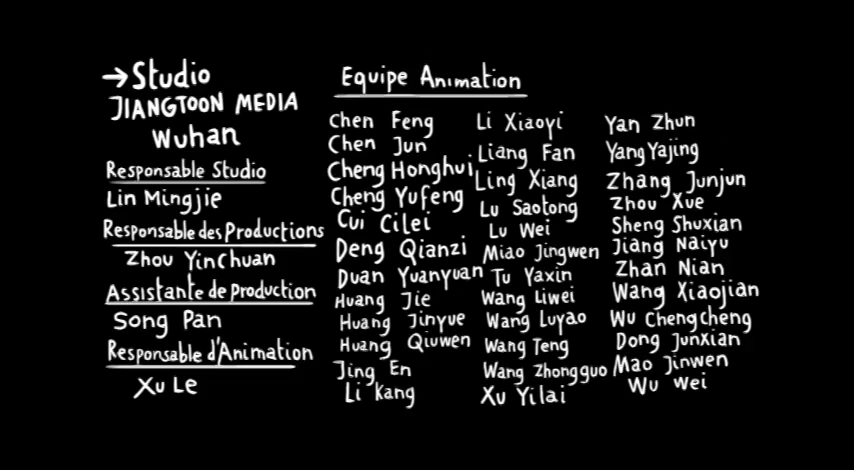 →Studio
JIANGTOON MEDIA
Wuhan
Responsable Studio
Lin Mingjie
Responsable des Productions
Zhou Yinchuan
Assistante de Production
Song Pan
Responsable d'Animation
Xu Le
Equipe Animation
Chen Feng
Chen Jun
Cheng Honghui
Cheng Yufeng
Cui Cilei
Deng Qianzi
Duan Yuanyuan
Huang Jie
Huang Jinyue
Huang Qiuwen
Jing En
Li Kang
Li Xiaoyi
Liang Fan
Ling Xiang
Lu Saotong
Lu Wei
Miao Jingwen
Tu Yaxin
Wang Liwei
Wang Luyao
Wang Teng
Wang Zhongguo
Xu Yilai
Yan Zhun
Yang Yajing
Zhang Junjun
Zhou Xue
Sheng Shuxian
Jiang Naiyu
Zhan Nian
Wang Xiaojian
Wu Chengcheng
Dong Junxian
Mao Jinwen
Wu Wei